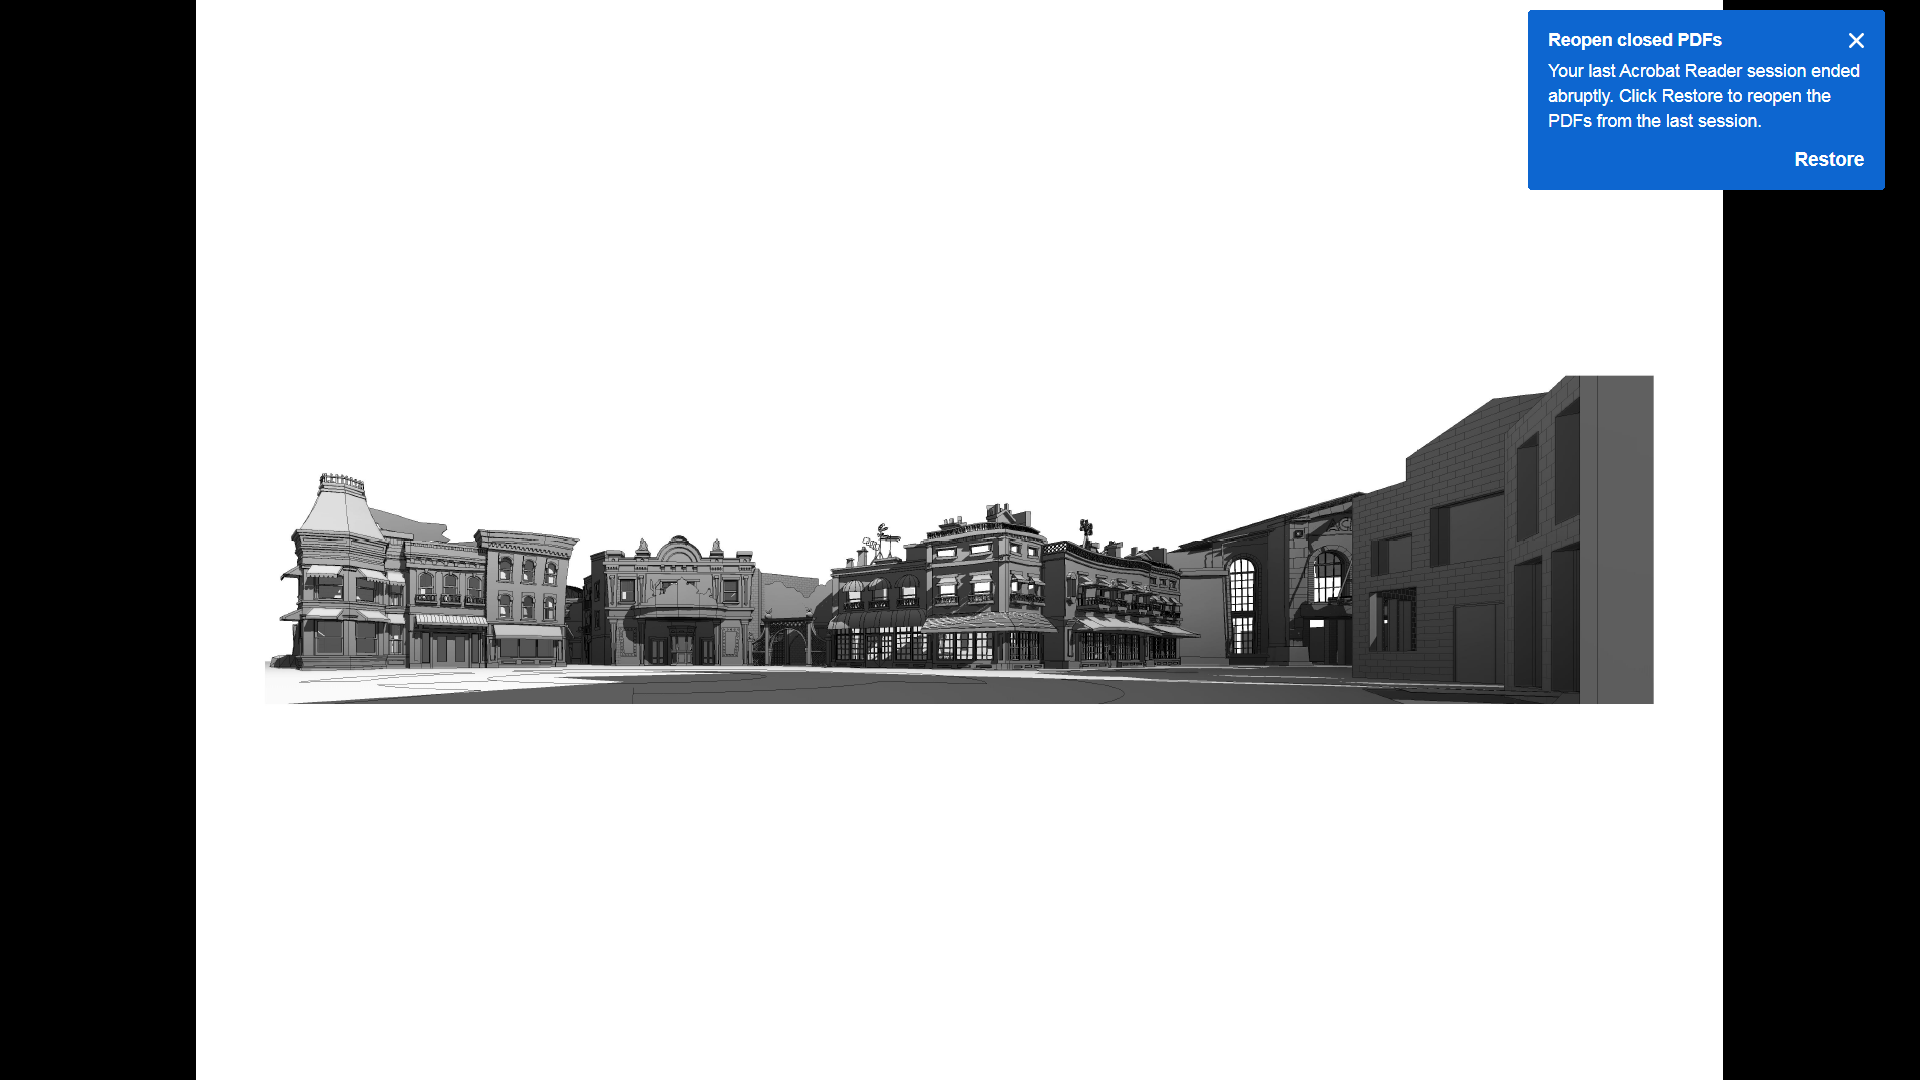 Reopen closed PDFs
Your last Acrobat Reader session ended
abruptly. Click Restore to reopen the
PDFs from the last session.
Restore